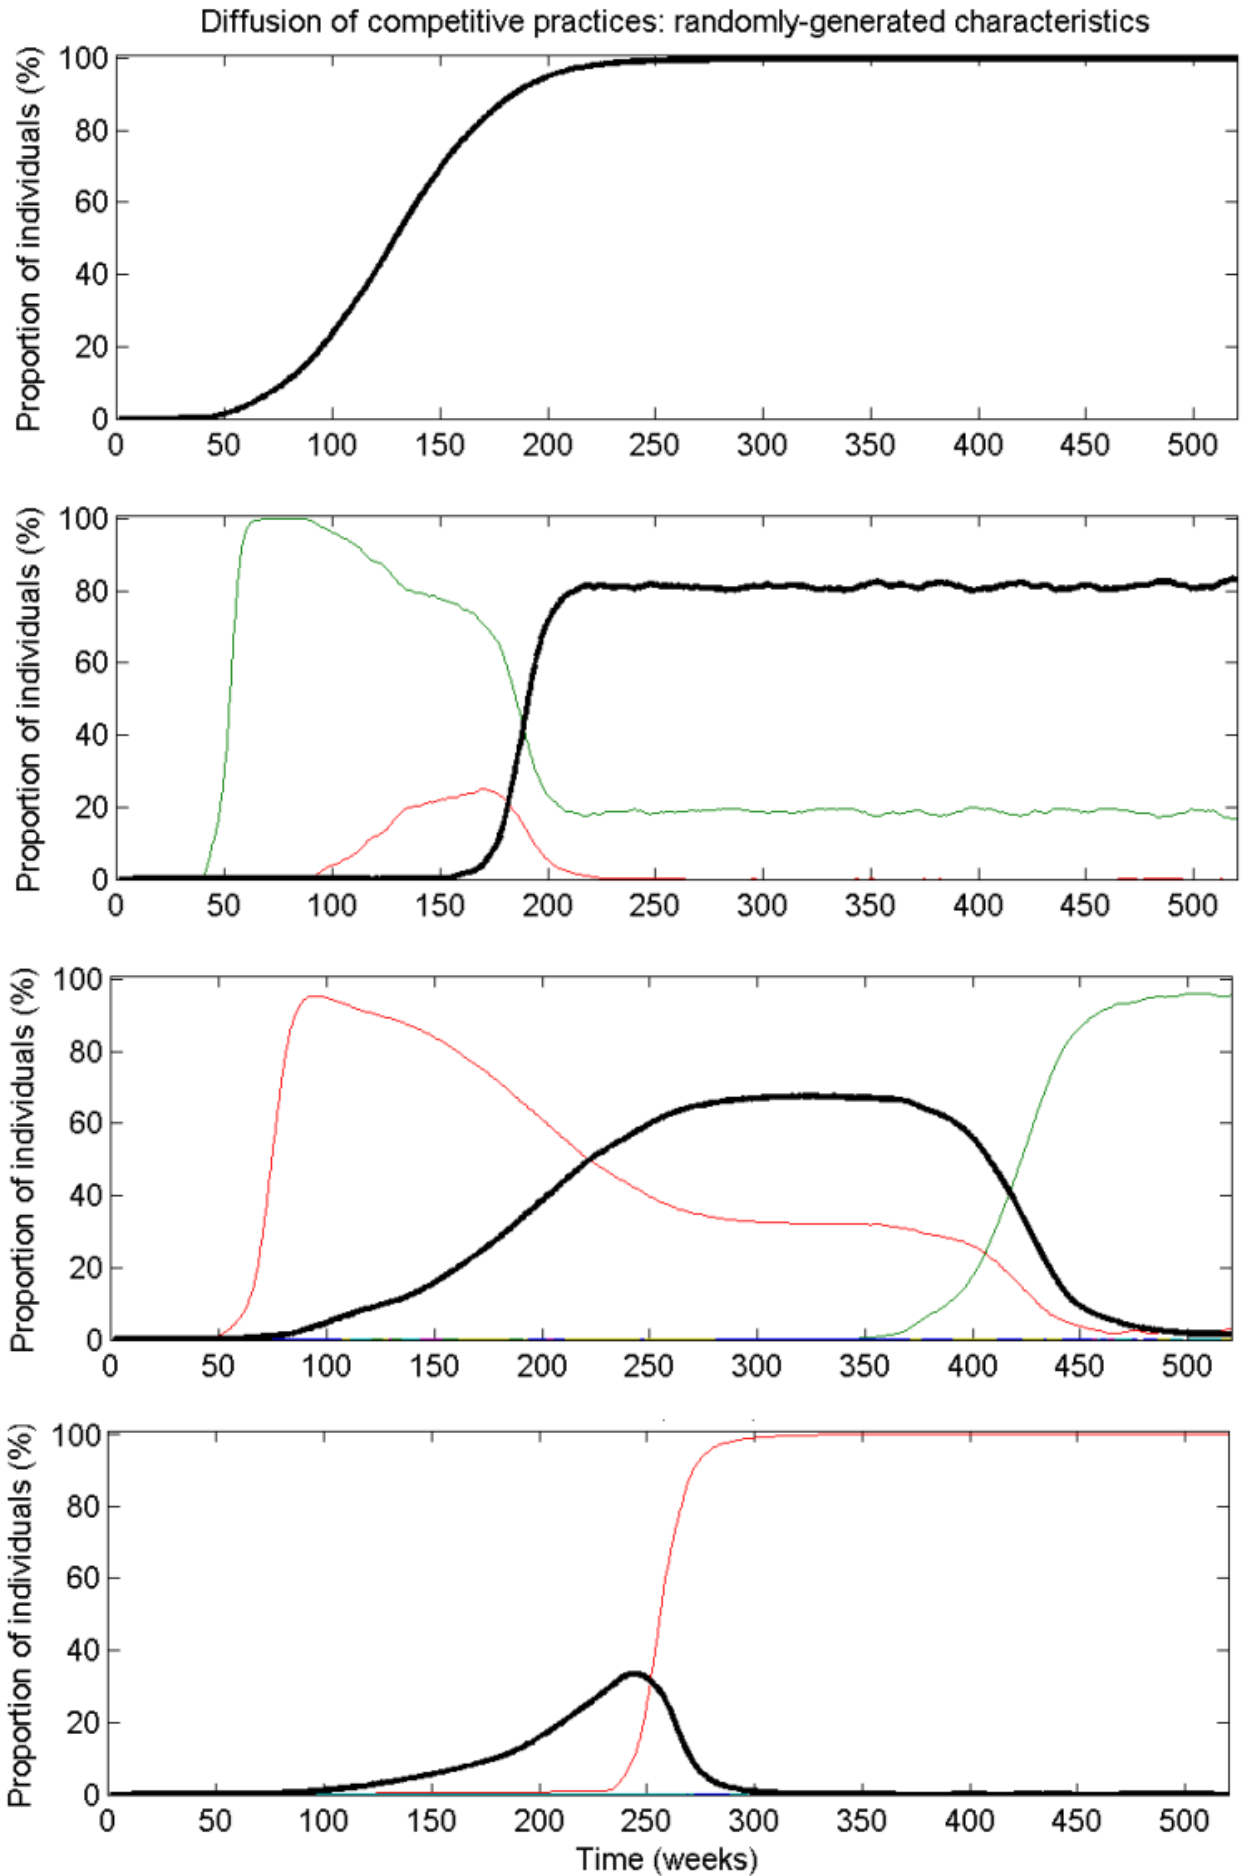 Diffusion of competitive practices: randomly-generated characteristics
Proportion of individuals (%)
100
80
60
40
20
0
0 50 100 150 200 250 300 350 400 450 500
Proportion of individuals (%)
100
80
60
40
20
0
0 50 100 150 200 250 300 350 400 450 500
Proportion of individuals (%)
100
80
60
40
20
0
0 50 100 150 200 250 300 350 400 450 500
Proportion of individuals (%)
100
80
60
40
20
0
0 50 100 150 200 250 300 350 400 450 500
Time (weeks)